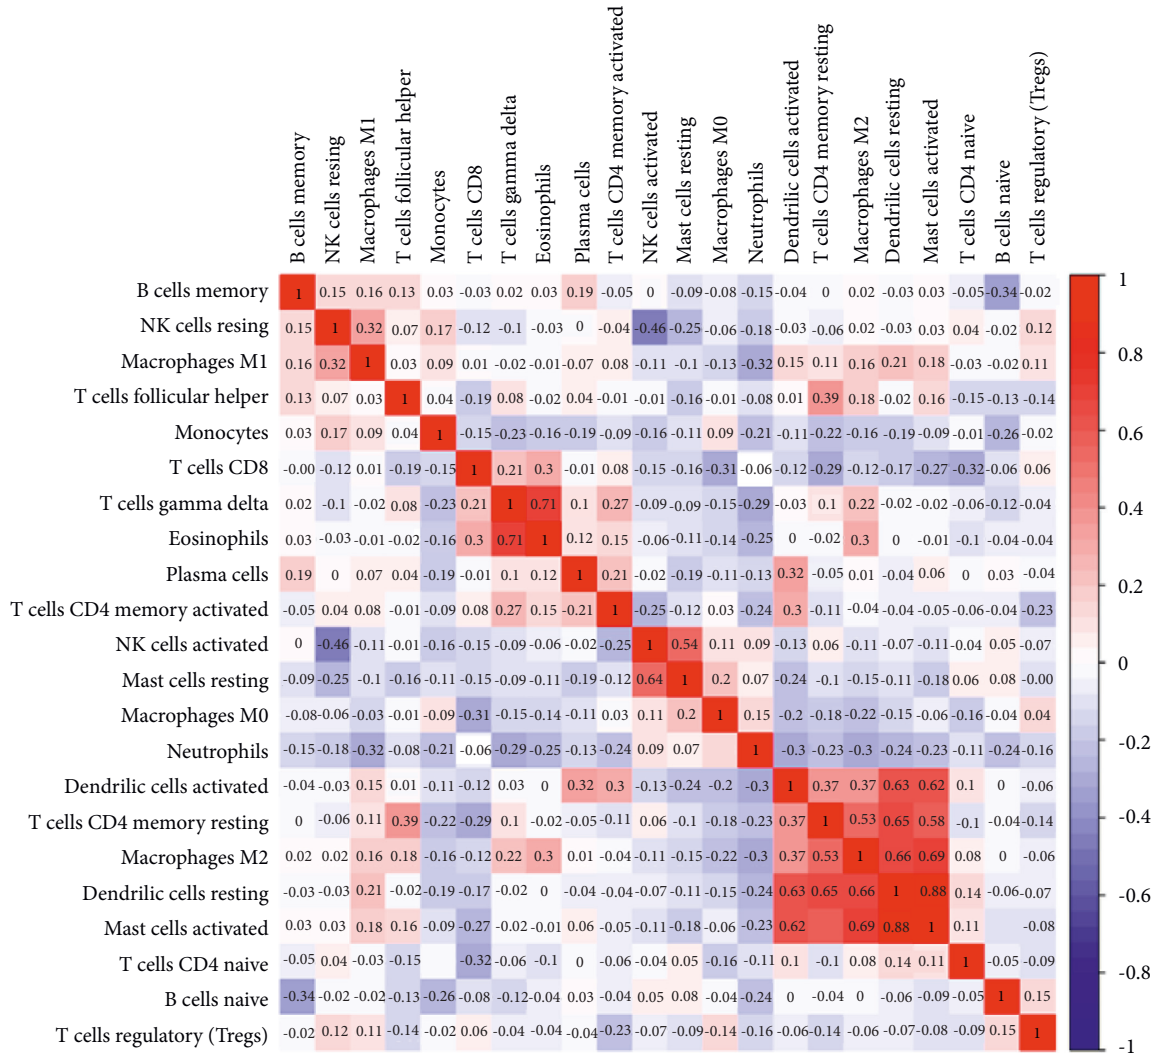 B cells memory
NK cells resing
Macrophages M1
T cells follicular helper
Monocytes
T cells CD8
T cells gamma delta
Eosinophils
Plasma cells
T cells CD4 memory activated
NK cells activated
Mast cells resting
Macrophages M0
Neutrophils
Dendrilic cells activated
T cells CD4 memory resting
Macrophages M2
Dendrilic cells resting
Mast cells activated
T cells CD4 naive
B cells naive
T cells regulatory (Tregs)
B cells memory 1 0.15 0.16 0.13 0.03 -0.03 0.02 0.03 0.19 -0.05 0 -0.09 -0.08 -0.15 -0.04 0 0.02 -0.03 0.03 -0.05 -0.34 -0.02
NK cells resing 0.15 1 0.32 0.07 0.17 -0.12 -0.1 -0.03 0 -0.04 -0.46 -0.25 -0.06 -0.18 -0.03 -0.06 0.02 -0.03 0.03 0.04 -0.02 0.12
Macrophages M1 0.16 0.32 1 0.03 0.09 0.01 -0.02 -0.01 -0.07 0.08 -0.11 -0.1 -0.13 -0.32 0.15 0.11 0.16 0.21 0.18 -0.03 -0.02 0.11
T cells follicular helper 0.13 0.07 0.03 1 0.04 -0.19 0.08 -0.02 0.04 -0.01 -0.01 -0.16 -0.01 -0.08 0.01 0.39 0.18 -0.02 0.16 -0.15 -0.13 -0.14
Monocytes 0.03 0.17 0.09 0.04 1 -0.15 -0.23 -0.16 -0.19 -0.09 -0.16 -0.11 0.09 -0.21 -0.11 -0.22 -0.16 -0.19 -0.09 -0.01 -0.26 -0.02
T cells CD8 -0.00 -0.12 0.01 -0.19 -0.15 1 0.21 0.3 -0.01 0.08 -0.15 -0.16 -0.31 -0.06 -0.12 -0.29 -0.12 -0.17 -0.27 -0.32 -0.06 0.06
T cells gamma delta 0.02 -0.1 -0.02 0.08 -0.23 0.21 1 0.71 0.1 0.27 -0.09 -0.09 -0.15 -0.29 -0.03 0.1 0.22 -0.02 -0.02 -0.06 -0.12 -0.04
Eosinophils 0.03 -0.03 -0.01 -0.02 -0.16 0.3 0.71 1 0.12 0.15 -0.06 -0.11 -0.14 -0.25 0 -0.02 0.3 0 -0.01 -0.1 -0.04 -0.04
Plasma cells 0.19 0 0.07 0.04 -0.19 -0.01 0.1 0.12 1 0.21 -0.02 -0.19 -0.11 -0.13 0.32 -0.05 0.01 -0.04 0.06 0 0.03 -0.04
T cells CD4 memory activated -0.05 0.04 0.08 -0.01 -0.09 0.08 0.27 0.15 -0.21 1 -0.25 -0.12 0.03 -0.24 0.3 -0.11 -0.04 -0.04 -0.05 -0.06 -0.04 -0.23
NK cells activated 0 -0.46 -0.11 -0.01 -0.16 -0.15 -0.09 -0.06 -0.02 -0.25 1 0.54 0.11 0.09 -0.13 0.06 -0.11 -0.07 -0.11 -0.04 0.05 -0.07
Mast cells resting -0.09 -0.25 -0.1 -0.16 -0.11 -0.15 -0.09 -0.11 -0.19 -0.12 0.64 1 0.2 0.07 -0.24 -0.1 -0.15 -0.11 -0.18 0.06 0.08 -0.00
Macrophages M0 -0.08 -0.06 -0.03 -0.01 -0.09 -0.31 -0.15 -0.14 -0.11 0.03 0.11 0.2 1 0.15 -0.2 -0.18 -0.22 -0.15 -0.06 -0.16 -0.04 0.04
Neutrophils -0.15 -0.18 -0.32 -0.08 -0.21 -0.06 -0.29 -0.25 -0.13 -0.24 0.09 0.07 1 -0.3 -0.23 -0.3 -0.24 -0.23 -0.11 -0.24 -0.16
Dendrilic cells activated -0.04 -0.03 0.15 0.01 -0.11 -0.12 0.03 0 0.32 0.3 -0.13 -0.24 -0.2 -0.3 1 0.37 0.37 0.63 0.62 0.1 0 -0.06
T cells CD4 memory resting 0 -0.06 0.11 0.39 -0.22 -0.29 0.1 -0.02 -0.05 -0.11 0.06 -0.1 -0.18 -0.23 0.37 1 0.53 0.65 0.58 -0.1 -0.04 -0.14
Macrophages M2 0.02 0.02 0.16 0.18 -0.16 -0.12 0.22 0.3 0.01 -0.04 -0.11 -0.15 -0.22 -0.3 0.37 0.53 1 0.66 0.69 0.08 0 -0.06
Dendrilic cells resting -0.03 -0.03 0.21 -0.02 -0.19 -0.17 -0.02 0 -0.04 -0.04 -0.07 -0.11 -0.15 -0.24 0.63 0.65 0.66 1 0.88 0.14 -0.06 -0.07
Mast cells activated 0.03 0.03 0.18 0.16 -0.09 -0.27 -0.02 -0.01 0.06 -0.05 -0.11 -0.18 -0.06 -0.23 0.62 0.69 0.88 1 0.11 -0.08
T cells CD4 naive -0.05 0.04 -0.03 -0.15 -0.32 -0.06 -0.1 0 -0.06 -0.04 0.05 -0.16 -0.11 0.1 -0.1 0.08 0.14 0.11 1 -0.05 -0.09
B cells naive -0.34 -0.02 -0.02 -0.13 -0.26 -0.08 -0.12 -0.04 0.03 -0.04 0.05 0.08 -0.04 -0.24 0 -0.04 0 -0.06 -0.09 -0.05 1 0.15
T cells regulatory (Tregs) -0.02 0.12 0.11 -0.14 -0.02 0.06 -0.04 -0.04 -0.04 -0.23 -0.07 -0.09 -0.14 -0.16 -0.06 -0.14 -0.06 -0.07 -0.08 -0.09 0.15 1
1
0.8
0.6
0.4
0.2
0
-0.2
-0.4
-0.6
-0.8
-1